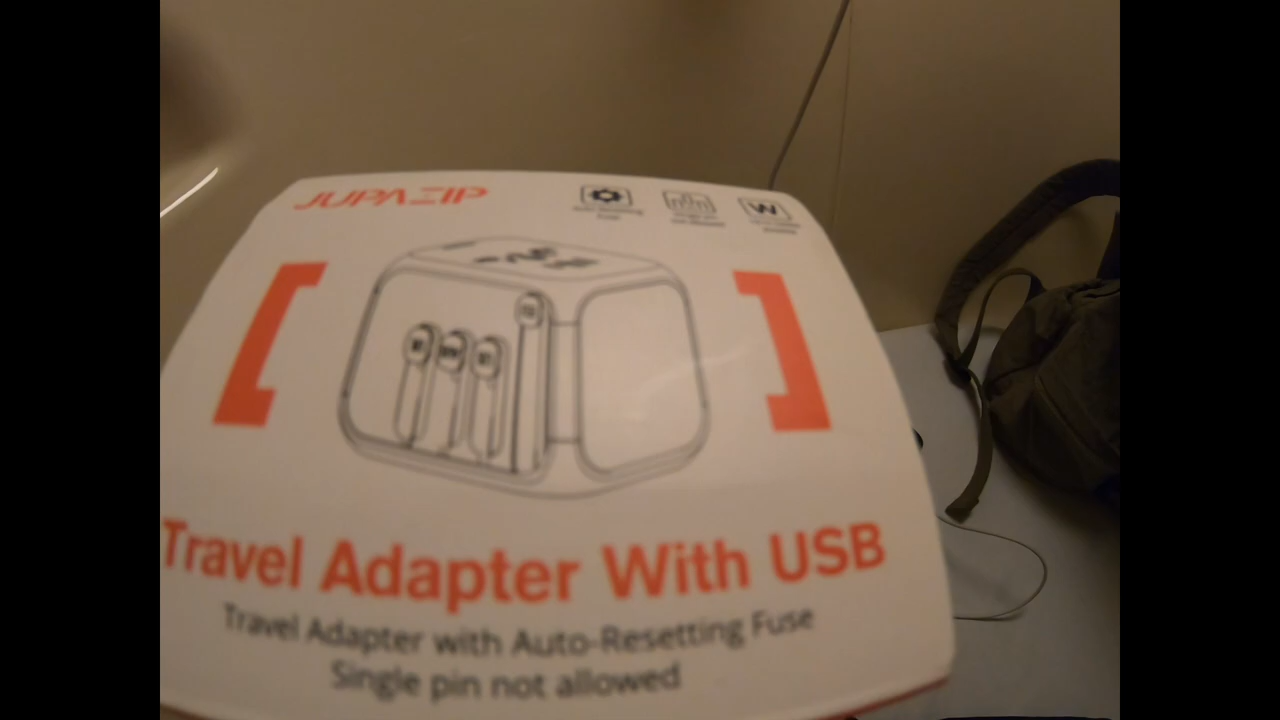 JUPAZIP
W
Travel Adapter With USB
Travel Adapter with Auto-Resetting Fuse
Single pin not allowed